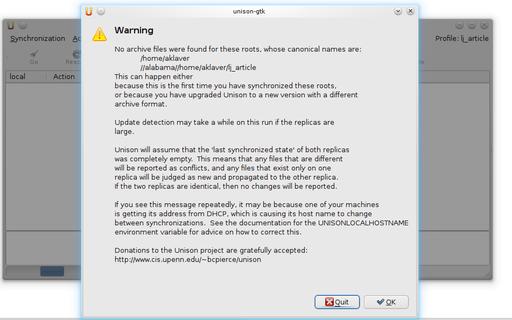 unison-gtk
Synchronization
Profile: lj_article
local
Action
Warning
No archive files were found for these roots, whose canonical names are:
/home/aklaver
//alabama//home/aklaver/lj_article
This can happen either
because this is the first time you have synchronized these roots,
or because you have upgraded Unison to a new version with a different
archive format.
Update detection may take a while on this run if the replicas are
large.
Unison will assume that the 'last synchronized state' of both replicas
was completely empty.  This means that any files that are different
will be reported as conflicts, and any files that exist only on one
replica will be judged as new and propagated to the other replica.
If the two replicas are identical, then no changes will be reported.
If you see this message repeatedly, it may be because one of your machines
is getting its address from DHCP, which is causing its host name to change
between synchronizations.  See the documentation for the UNISONLOCALHOSTNAME
environment variable for advice on how to correct this.
Donations to the Unison project are gratefully accepted:
http://www.cis.upenn.edu/~bcpierce/unison
Quit
OK